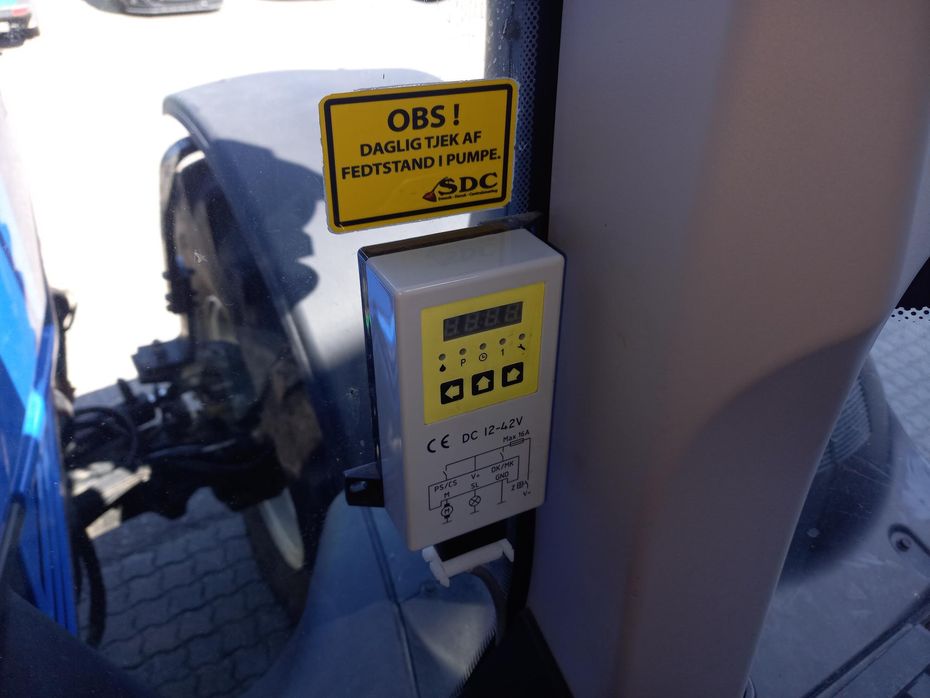 OBS !
DAGLIG TJEK AF
FEDTSTAND I PUMPE.
SDC
P 1
CE DC 12-42V
Max.16A
PS/CS V+ DK/MK
M SL GND
M
V-